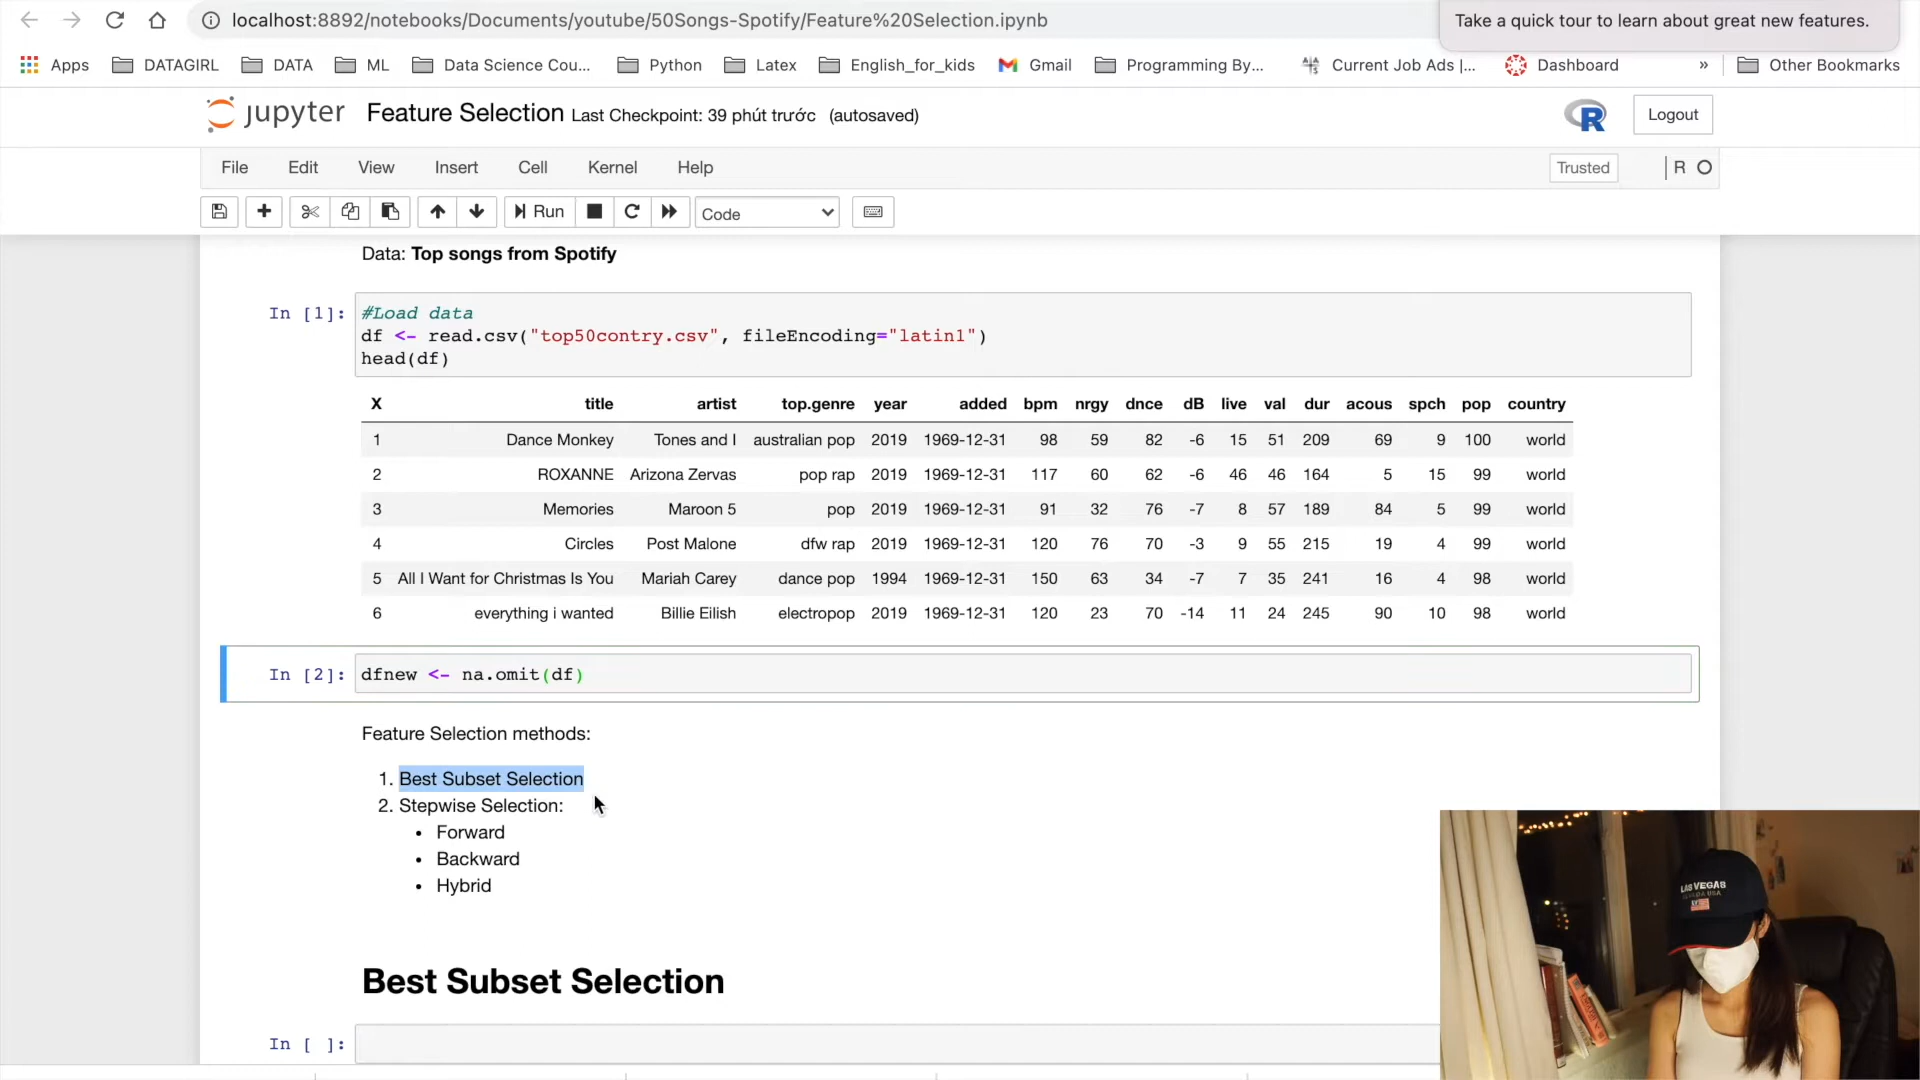 localhost:8892/notebooks/Documents/youtube/50Songs-Spotify/Feature%20Selection.ipynb
Take a quick tour to learn about great new features.
Apps DATAGIRL DATA ML Data Science Cou... Python Latex English_for_kids Gmail Programming By... Current Job Ads |... Dashboard » Other Bookmarks
jupyter Feature Selection Last Checkpoint: 39 phút trước (autosaved) R Logout
File Edit View Insert Cell Kernel Help Trusted R
Run Code
Data: Top songs from Spotify
In [1]: #Load data
df <- read.csv("top50contry.csv", fileEncoding="latin1")
head(df)
X title artist top.genre year added bpm nrgy dnce dB live val dur acous spch pop country
1 Dance Monkey Tones and I australian pop 2019 1969-12-31 98 59 82 -6 15 51 209 69 9 100 world
2 ROXANNE Arizona Zervas pop rap 2019 1969-12-31 117 60 62 -6 46 46 164 5 15 99 world
3 Memories Maroon 5 pop 2019 1969-12-31 91 32 76 -7 8 57 189 84 5 99 world
4 Circles Post Malone dfw rap 2019 1969-12-31 120 76 70 -3 9 55 215 19 4 99 world
5 All I Want for Christmas Is You Mariah Carey dance pop 1994 1969-12-31 150 63 34 -7 7 35 241 16 4 98 world
6 everything i wanted Billie Eilish electropop 2019 1969-12-31 120 23 70 -14 11 24 245 90 10 98 world
In [2]: dfnew <- na.omit(df)
Feature Selection methods:
1. Best Subset Selection
2. Stepwise Selection:
• Forward
• Backward
• Hybrid
Best Subset Selection
In [ ]:
LAS VEGAS